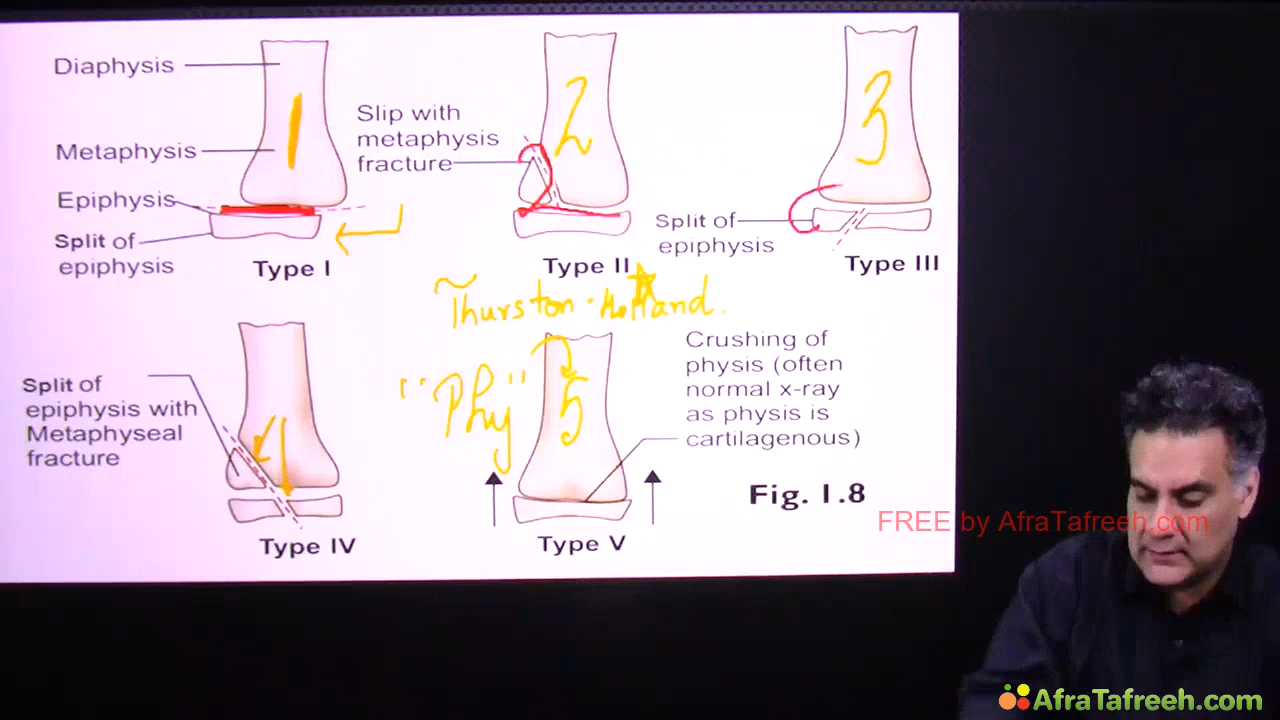 Diaphysis
Metaphysis
Epiphysis
Split of
epiphysis
Type I
1
Slip with
metaphysis
fracture
2
Type II
3
Split of
epiphysis
Type III
Thurston-Holland.
Split of
epiphysis with
Metaphyseal
fracture
Type IV
"Phy"
5
Type V
Crushing of
physis (often
normal x-ray
as physis is
cartilagenous)
Fig. 1.8
FREE by AfraTafreeh.com
AfraTafreeh.com